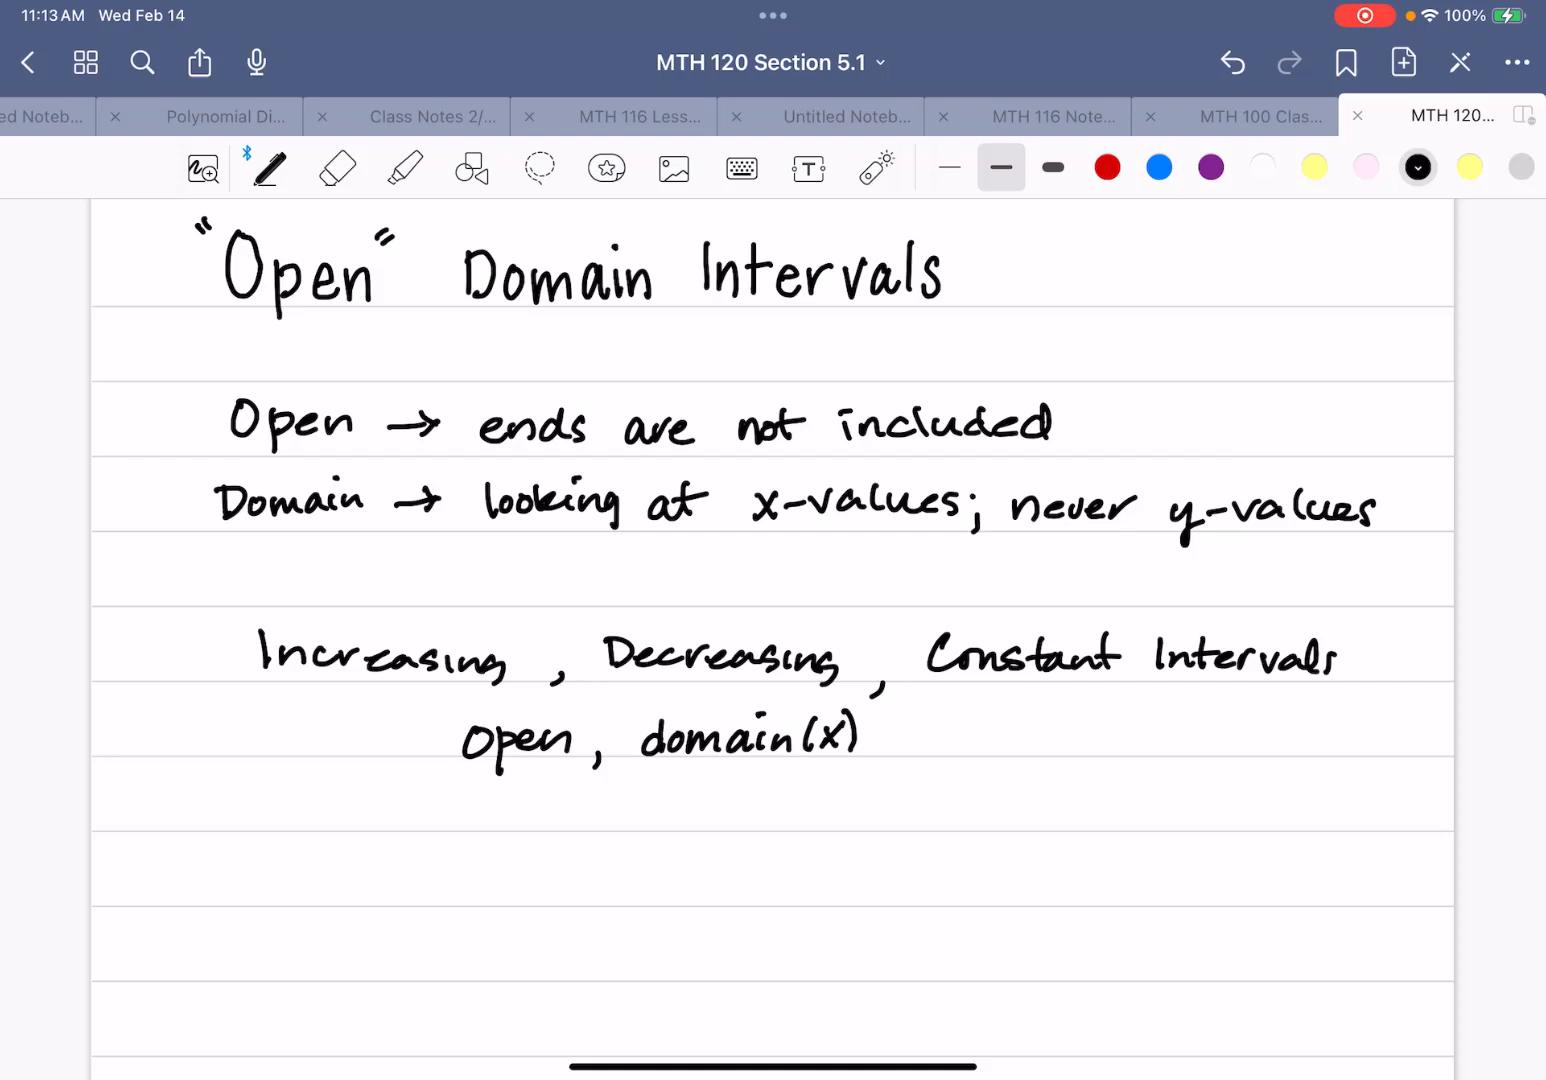 11:13 AM Wed Feb 14
100%
MTH 120 Section 5.1
ed Noteb... Polynomial Di... Class Notes 2/... MTH 116 Less... Untitled Noteb... MTH 116 Note... MTH 100 Clas... MTH 120...
T
"Open" Domain Intervals
Open → ends are not included
Domain → looking at x-values; never y-values
Increasing, Decreasing, Constant Intervals
open, domain (x)